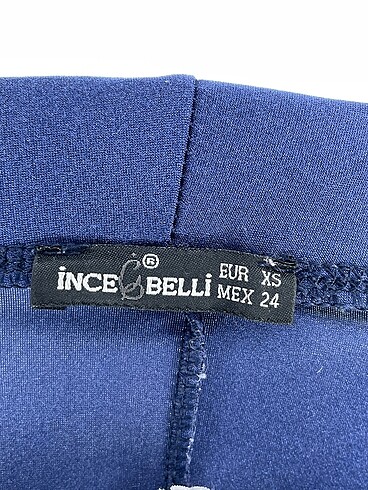 İNCE ® BELLİ
EUR XS
MEX 24